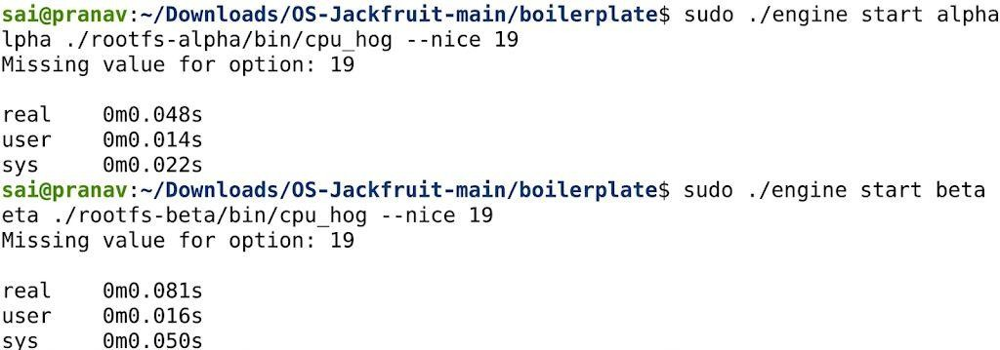 sai@pranav:~/Downloads/OS-Jackfruit-main/boilerplate$ sudo ./engine start alpha
lpha ./rootfs-alpha/bin/cpu_hog --nice 19
Missing value for option: 19

real    0m0.048s
user    0m0.014s
sys     0m0.022s
sai@pranav:~/Downloads/OS-Jackfruit-main/boilerplate$ sudo ./engine start beta
eta ./rootfs-beta/bin/cpu_hog --nice 19
Missing value for option: 19

real    0m0.081s
user    0m0.016s
sys     0m0.050s